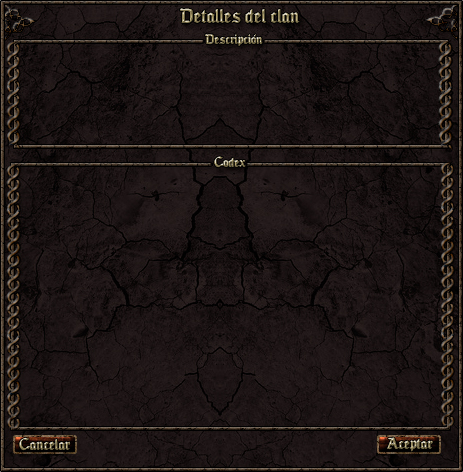 Detalles del clan
Descripción
Codex
Cancelar
Aceptar